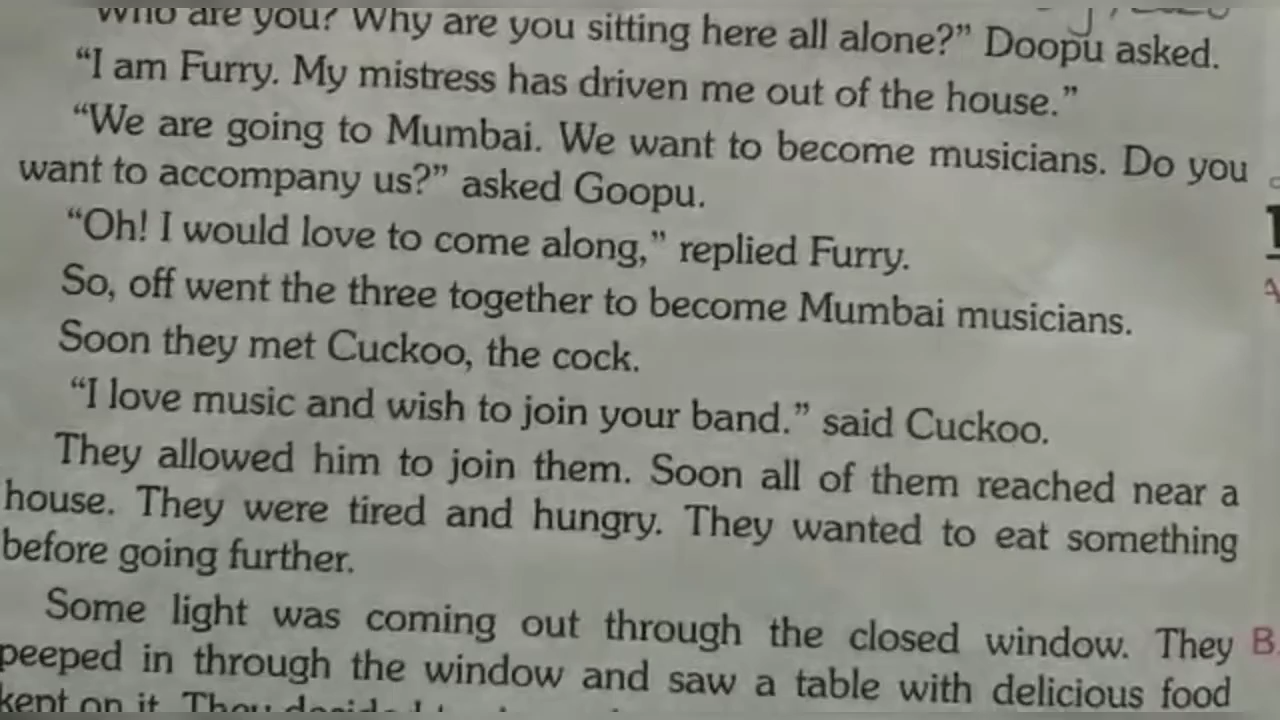 "Who are you? Why are you sitting here all alone?" Doopu asked.
"I am Furry. My mistress has driven me out of the house."
"We are going to Mumbai. We want to become musicians. Do you
want to accompany us?" asked Goopu.
"Oh! I would love to come along," replied Furry.
So, off went the three together to become Mumbai musicians.
Soon they met Cuckoo, the cock.
"I love music and wish to join your band." said Cuckoo.
They allowed him to join them. Soon all of them reached near a
house. They were tired and hungry. They wanted to eat something
before going further.
Some light was coming out through the closed window. They
peeped in through the window and saw a table with delicious food
kept on it. They decided
B.